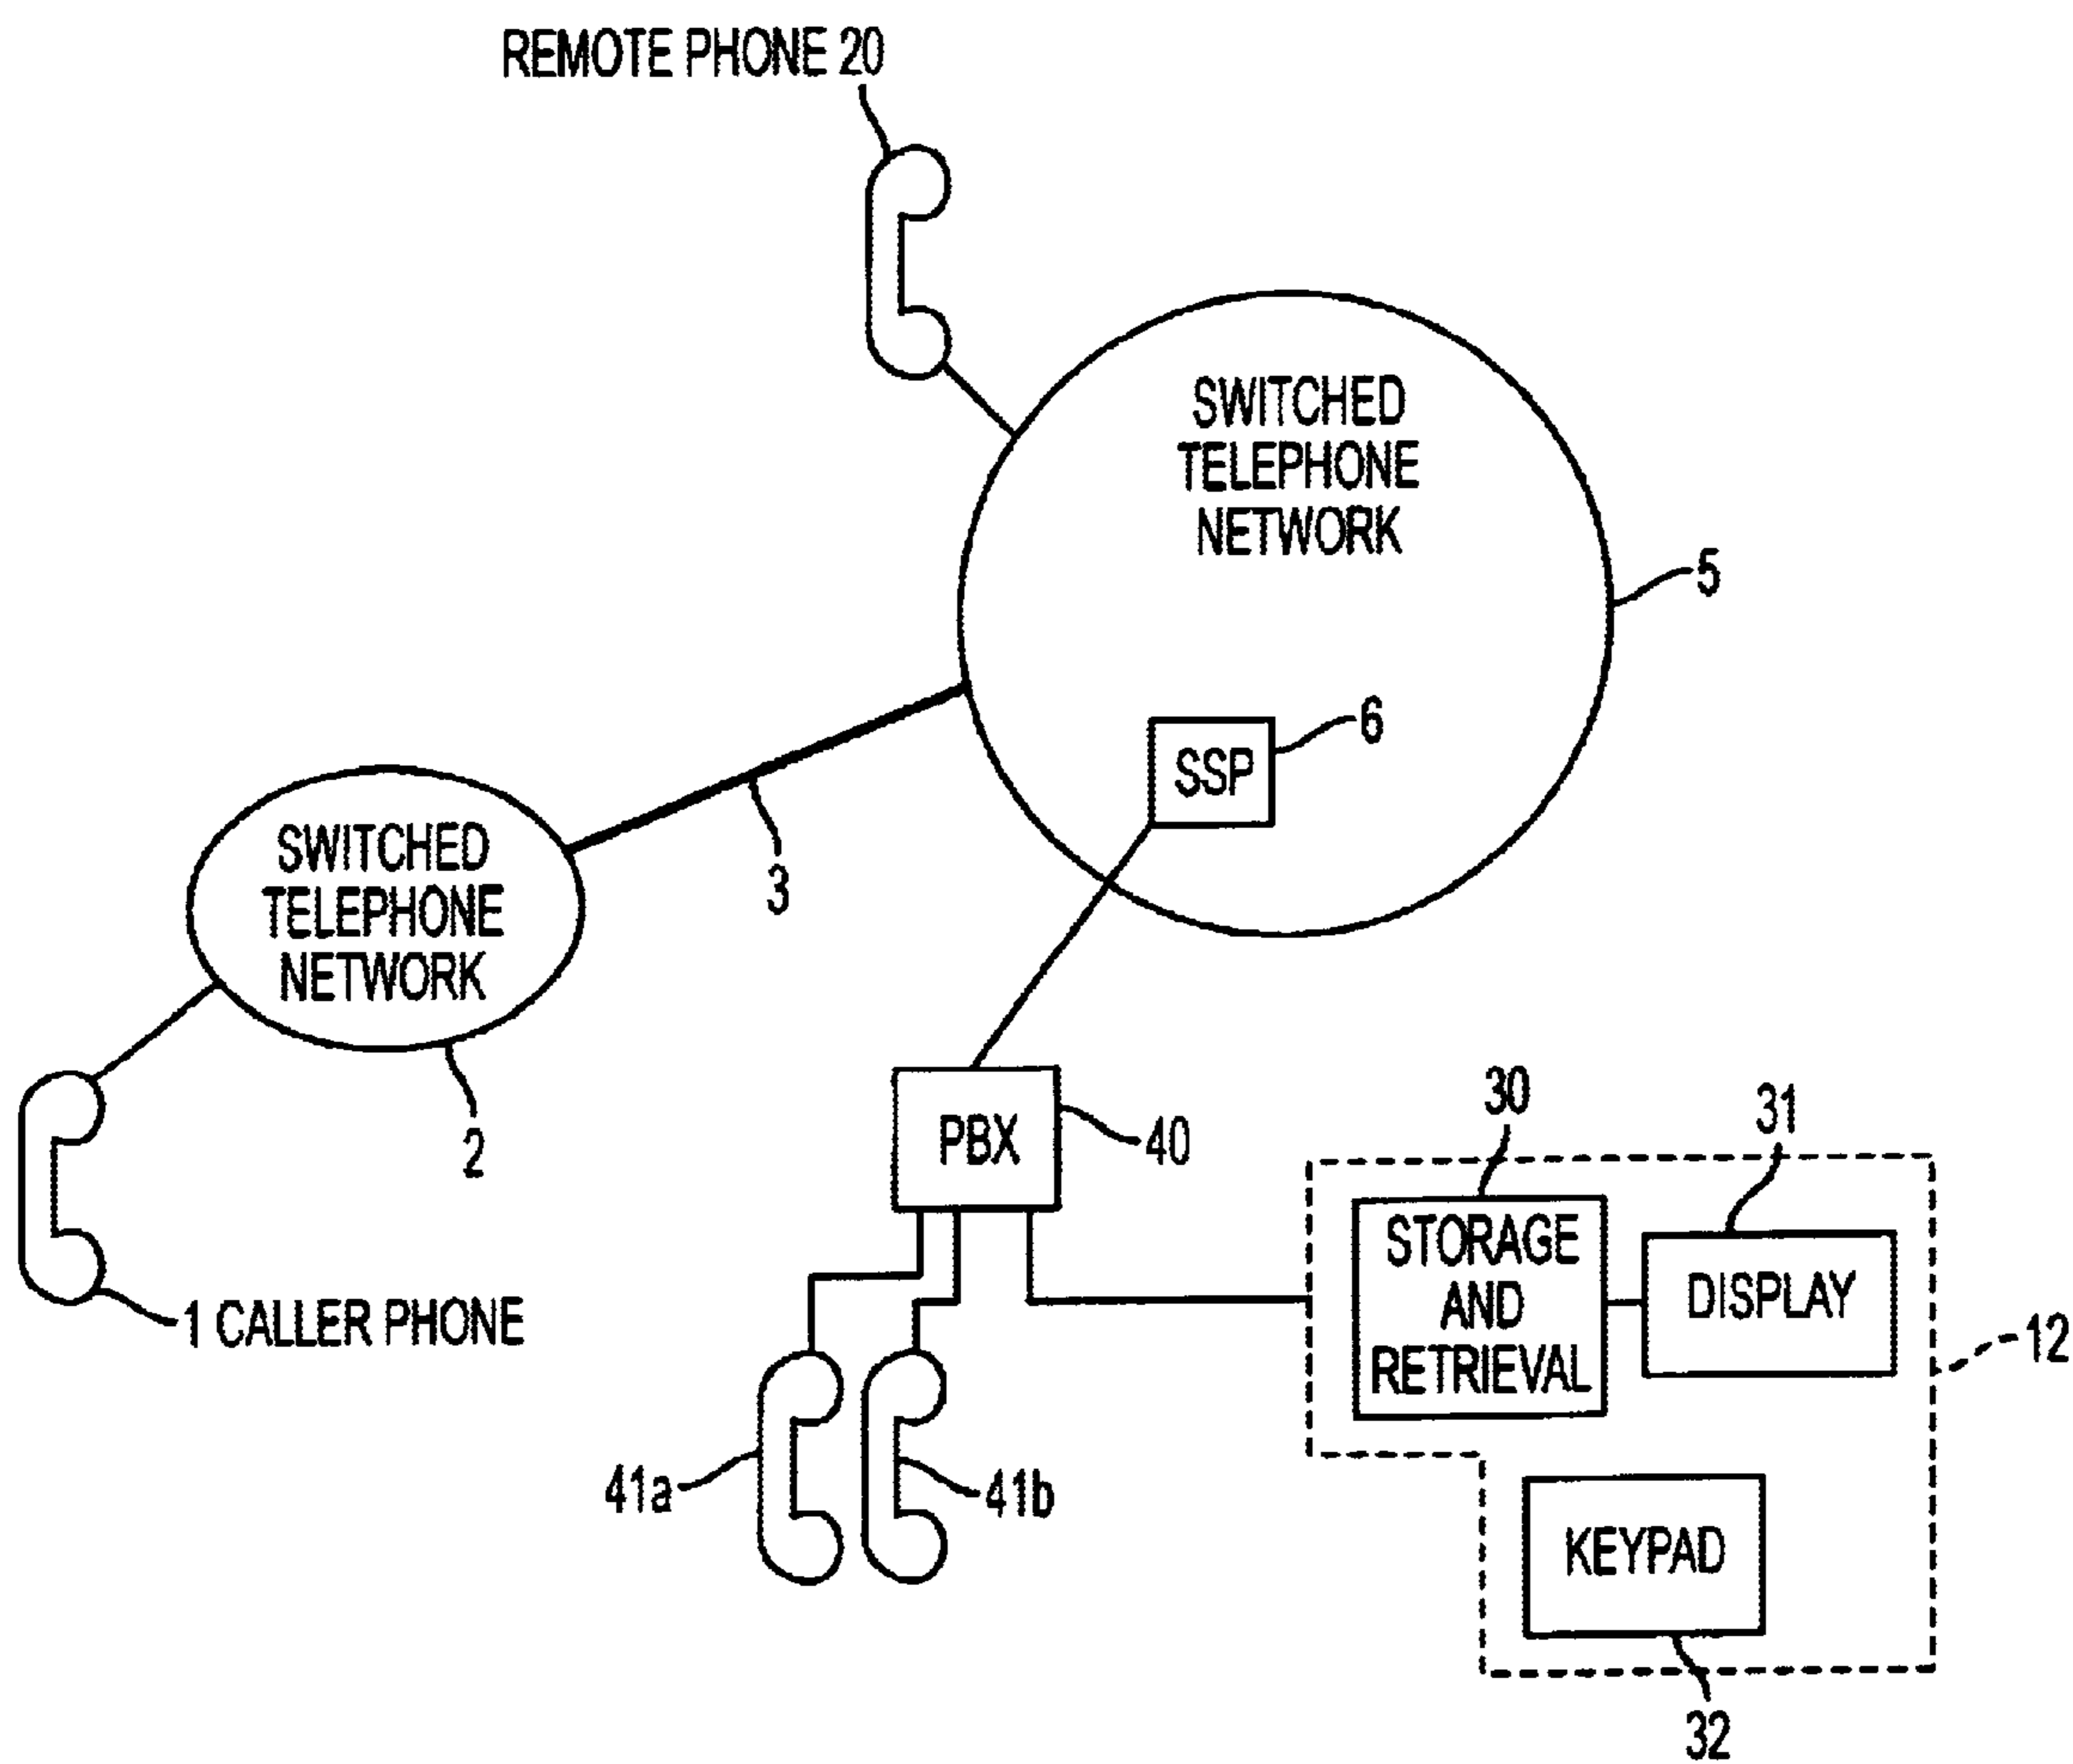 REMOTE PHONE 20
SWITCHED
TELEPHONE
NETWORK
5
6
SSP
3
SWITCHED
TELEPHONE
NETWORK
2
1 CALLER PHONE
PBX
40
30
31
STORAGE
AND
RETRIEVAL
DISPLAY
12
41a
41b
KEYPAD
32